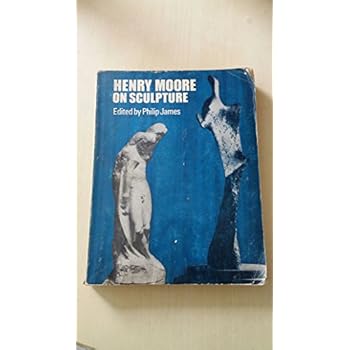 HENRY MOORE
ON SCULPTURE
Edited by Philip James